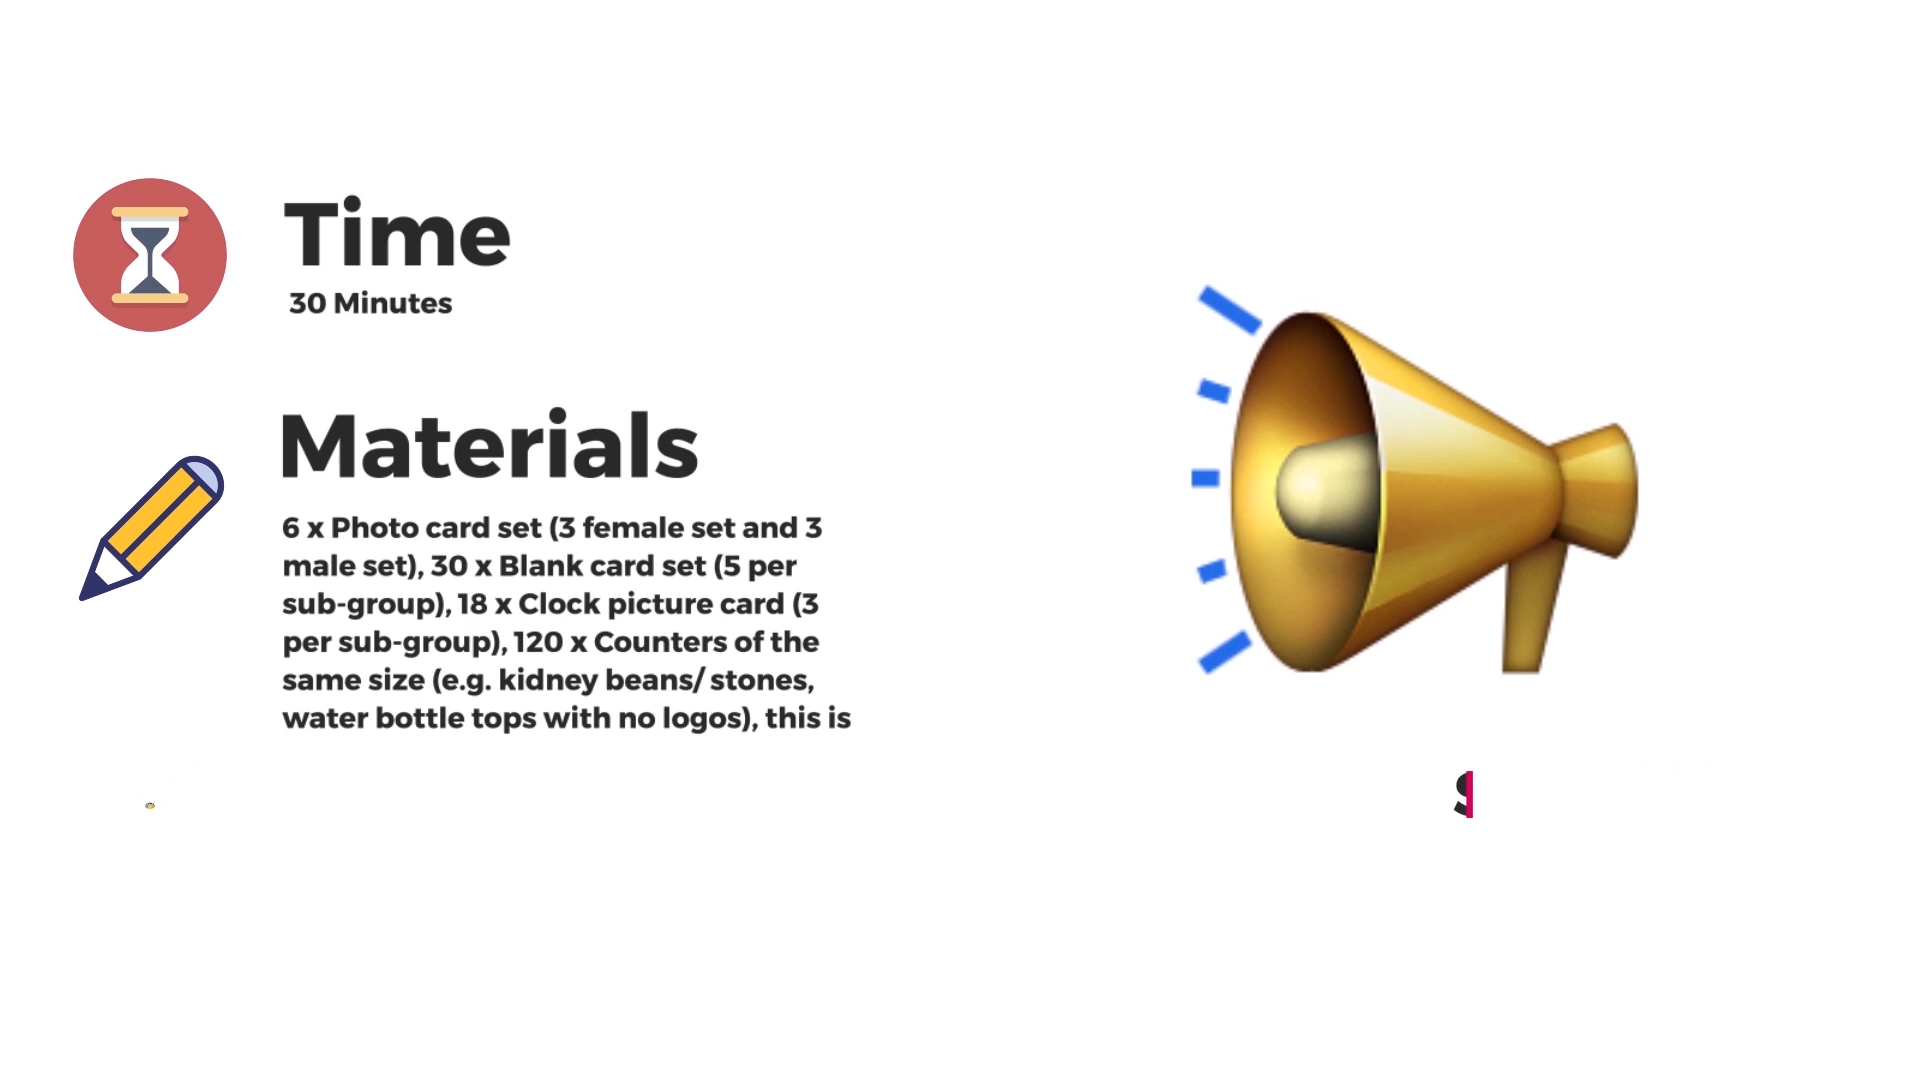 Time
30 Minutes
Materials
6 x Photo card set (3 female set and 3
male set), 30 x Blank card set (5 per
sub-group), 18 x Clock picture card (3
per sub-group), 120 x Counters of the
same size (e.g. kidney beans/ stones,
water bottle tops with no logos), this is